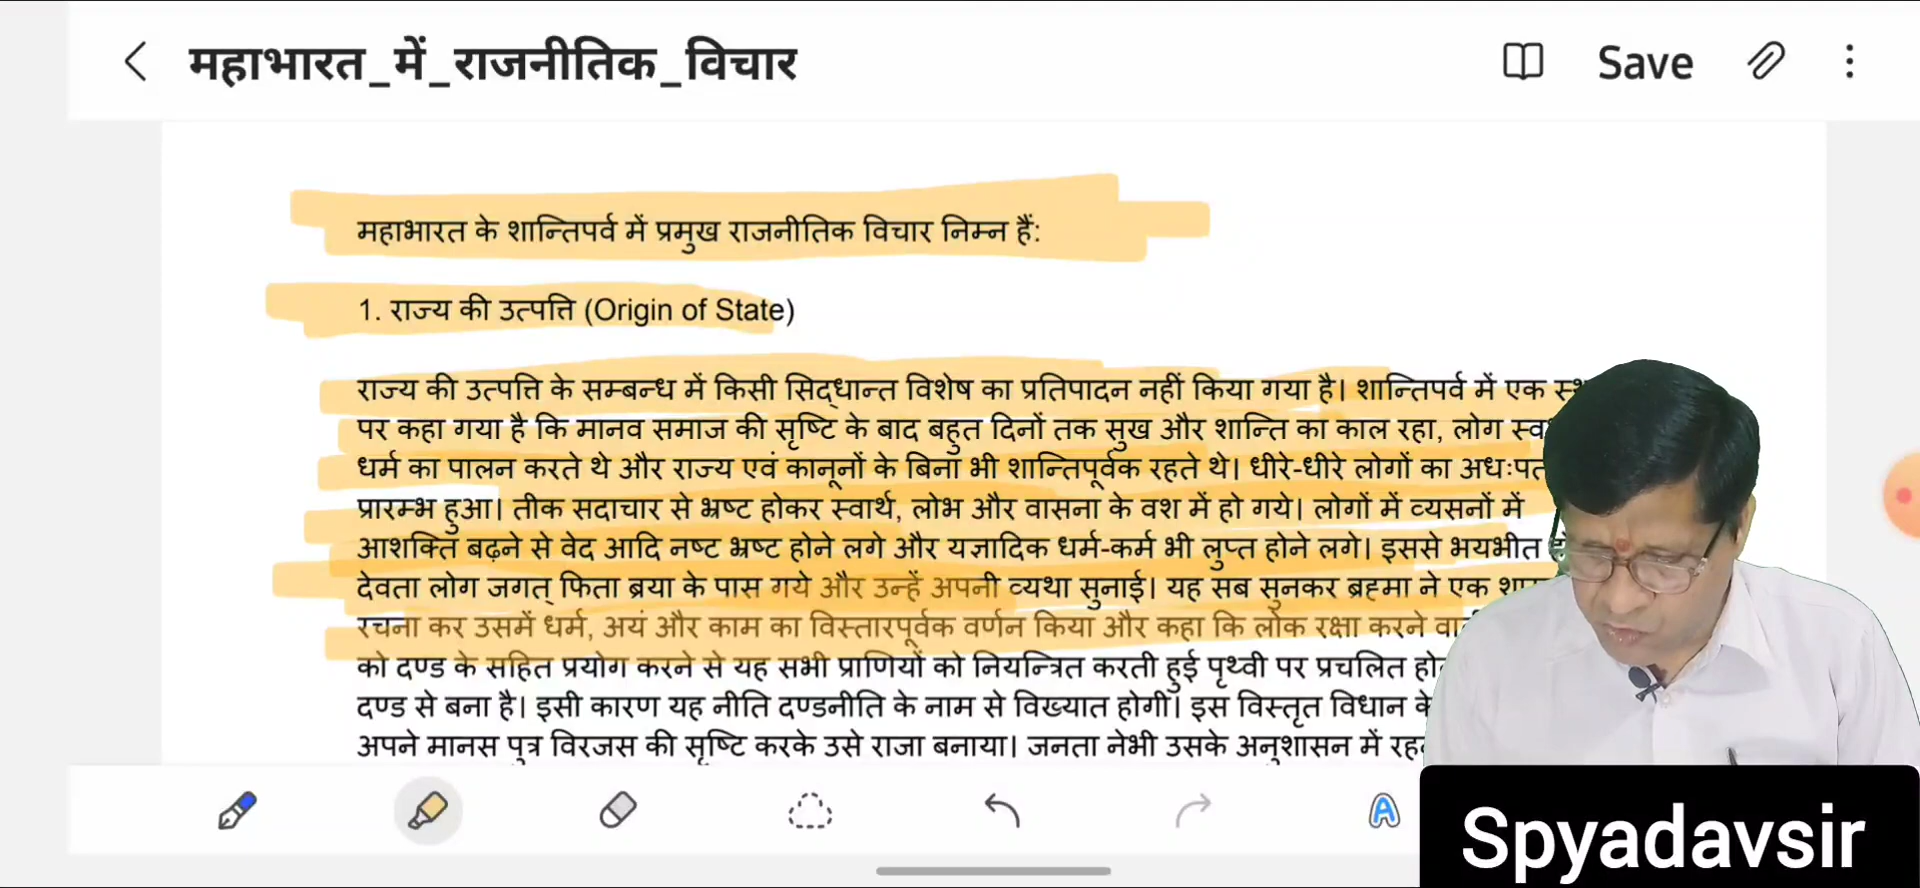 महाभारत_में_राजनीतिक_विचार
Save
महाभारत के शान्तिपर्व में प्रमुख राजनीतिक विचार निम्न हैं:
1. राज्य की उत्पत्ति (Origin of State)
राज्य की उत्पत्ति के सम्बन्ध में किसी सिद्धान्त विशेष का प्रतिपादन नहीं किया गया है। शान्तिपर्व में एक
पर कहा गया है कि मानव समाज की सृष्टि के बाद बहुत दिनों तक सुख और शान्ति का काल रहा, लोग
धर्म का पालन करते थे और राज्य एवं कानूनों के बिना भी शान्तिपूर्वक रहते थे। धीरे-धीरे लोगों का
प्रारम्भ हुआ। तीक सदाचार से भ्रष्ट होकर स्वार्थ, लोभ और वासना के वश में हो गये। लोगों में व्यसनों में
आशक्ति बढ़ने से वेद आदि नष्ट भ्रष्ट होने लगे और यज्ञादिक धर्म-कर्म भी लुप्त होने लगे। इससे भयभीत
देवता लोग जगत् फिता ब्रया के पास गये और उन्हें अपनी व्यथा सुनाई। यह सब सुनकर ब्रह्मा ने एक
रचना कर उसमें धर्म, अयं और काम का विस्तारपूर्वक वर्णन किया और कहा कि लोक रक्षा करने
को दण्ड के सहित प्रयोग करने से यह सभी प्राणियों को नियन्त्रित करती हुई पृथ्वी पर प्रचलित
दण्ड से बना है। इसी कारण यह नीति दण्डनीति के नाम से विख्यात होगी। इस विस्तृत विधान के
अपने मानस पुत्र विरजस की सृष्टि करके उसे राजा बनाया। जनता नेभी उसके अनुशासन में
Spyadavsir